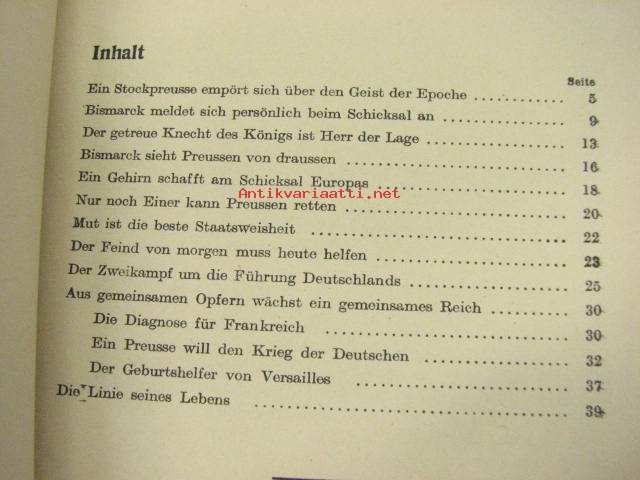 Inhalt
Seite
Ein Stockpreusse empört sich über den Geist der Epoche .......... 5
Bismarck meldet sich persönlich beim Schicksal an .......... 9
Der getreue Knecht des Königs ist Herr der Lage .......... 13
Bismarck sieht Preussen von draussen .......... 16
Ein Gehirn schafft am Schicksal Europas .......... 18
Antikvariaatti.net
Nur noch Einer kann Preussen retten .......... 20
Mut ist die beste Staatsweisheit .......... 22
Der Feind von morgen muss heute helfen .......... 23
Der Zweikampf um die Führung Deutschlands .......... 25
Aus gemeinsamen Opfern wächst ein gemeinsames Reich .......... 30
Die Diagnose für Frankreich .......... 30
Ein Preusse will den Krieg der Deutschen .......... 32
Der Geburtshelfer von Versailles .......... 37
Die Linie seines Lebens .......... 39